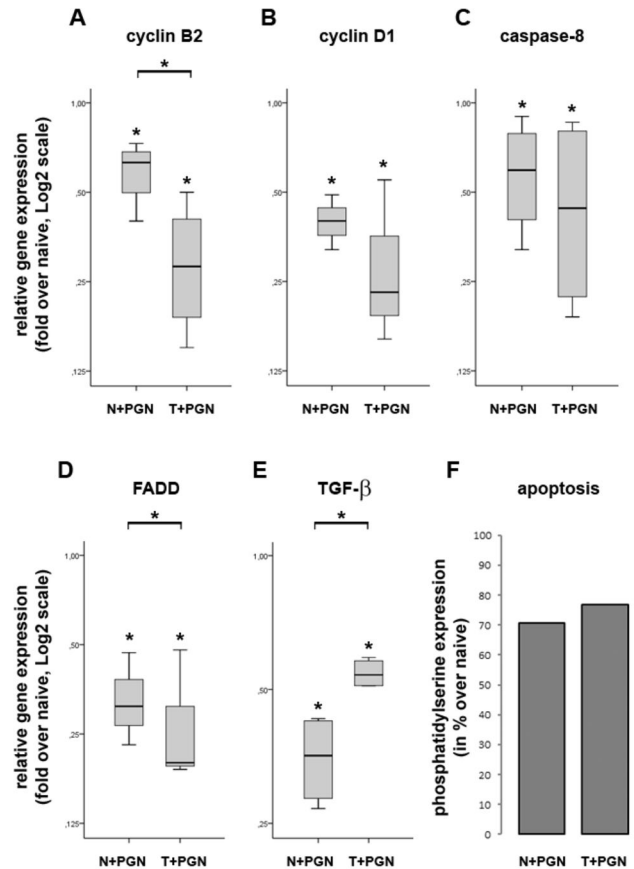 A
cyclin B2
B
cyclin D1
C
caspase-8
relative gene expression
(fold over naive, Log2 scale)
1,00
,50
,25
,125
*
*
*
N+PGN
T+PGN
1,00
,50
,25
,125
*
*
N+PGN
T+PGN
1,00
,50
,25
,125
*
*
N+PGN
T+PGN
D
FADD
E
TGF-β
F
apoptosis
relative gene expression
(fold over naive, Log2 scale)
1,00
,50
,25
,125
*
*
*
N+PGN
T+PGN
1,00
,50
,25
*
*
*
N+PGN
T+PGN
phosphatidylserine expression
(in % over naive)
100
90
80
70
60
50
40
30
20
10
0
N+PGN
T+PGN